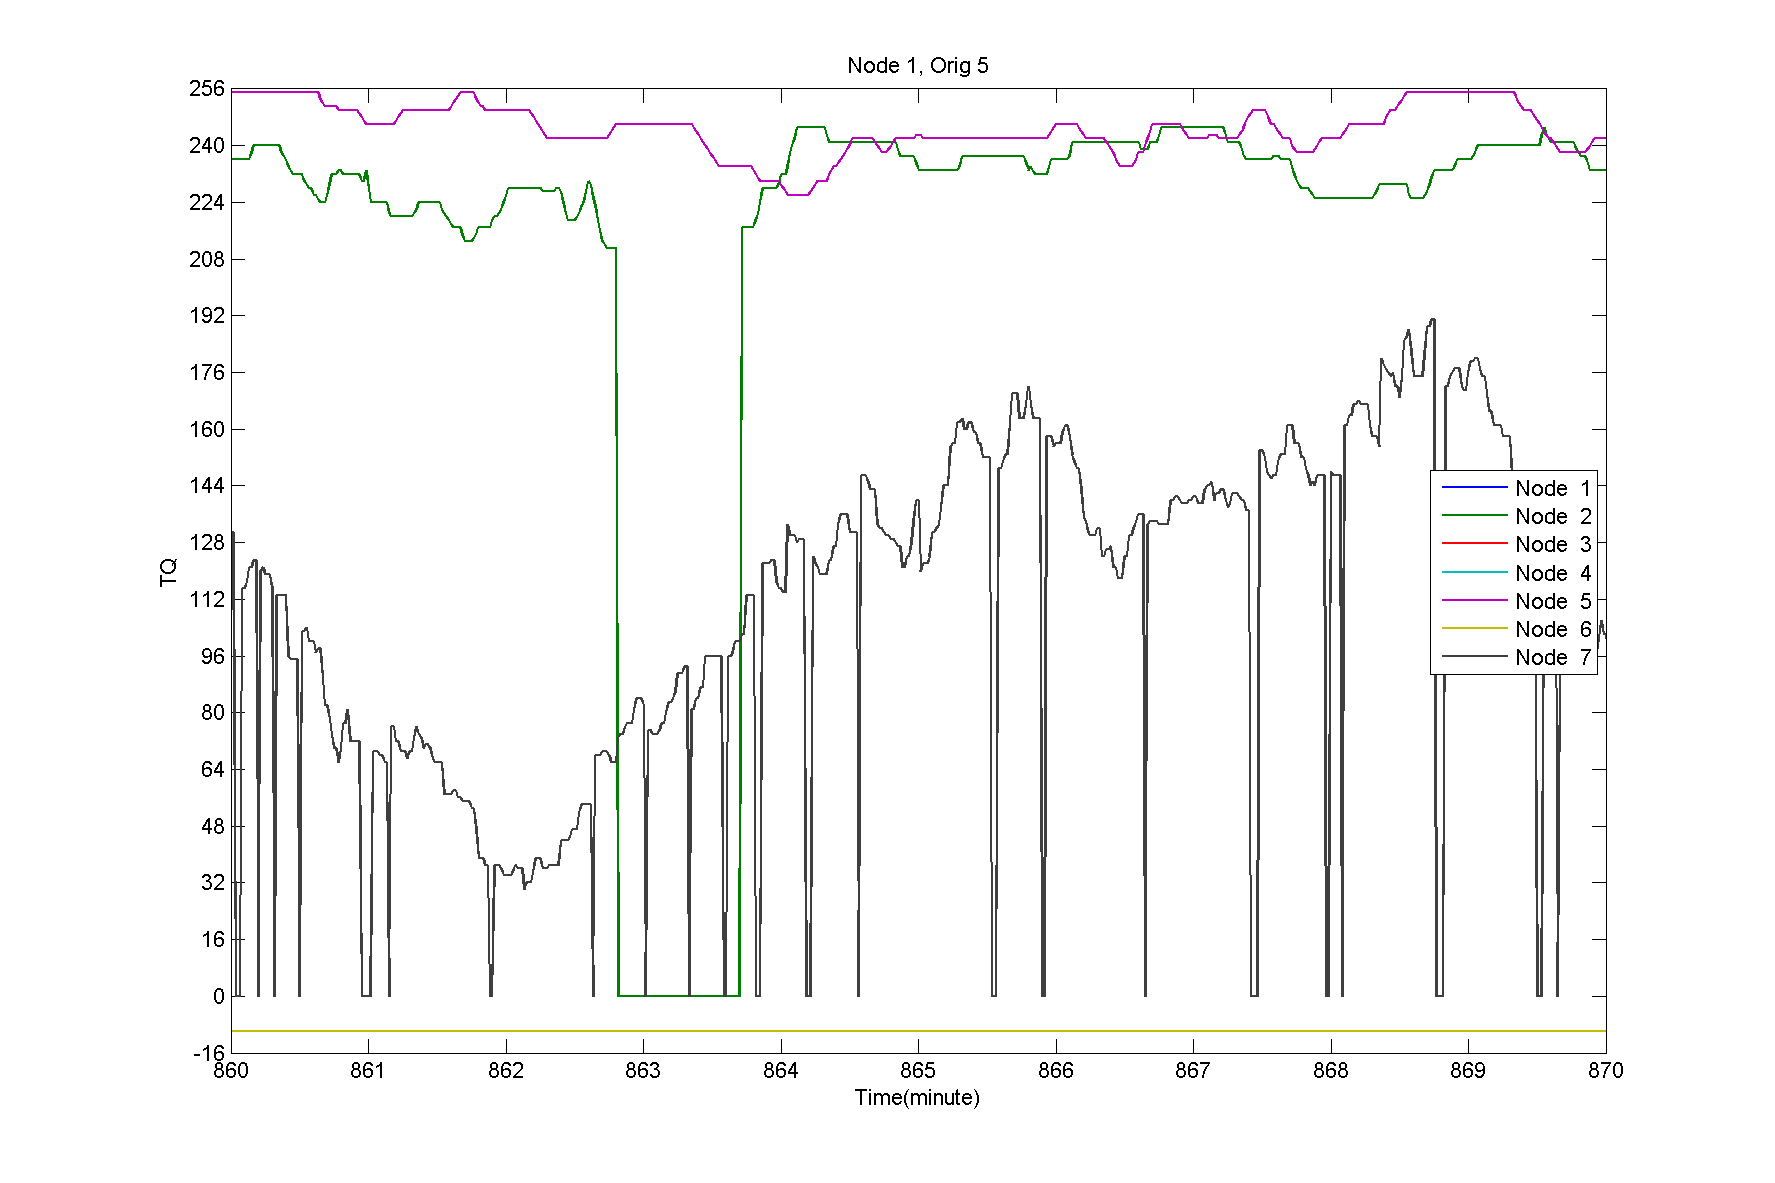 Node 1, Orig 5
256
240
224
208
192
176
160
144
128
112
96
80
64
48
32
16
0
-16
TQ
Node 1
Node 2
Node 3
Node 4
Node 5
Node 6
Node 7
860 861 862 863 864 865 866 867 868 869 870
Time(minute)